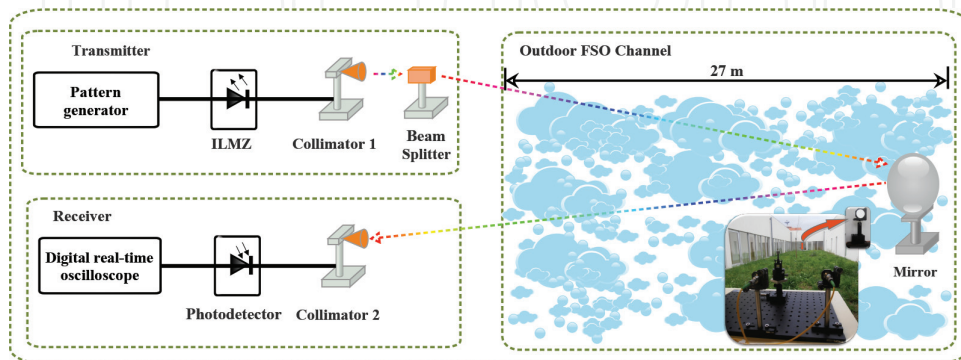 Transmitter
Pattern
generator
ILMZ
Collimator 1
Beam
Splitter
Outdoor FSO Channel
27 m
Mirror
Receiver
Digital real-time
oscilloscope
Photodetector
Collimator 2